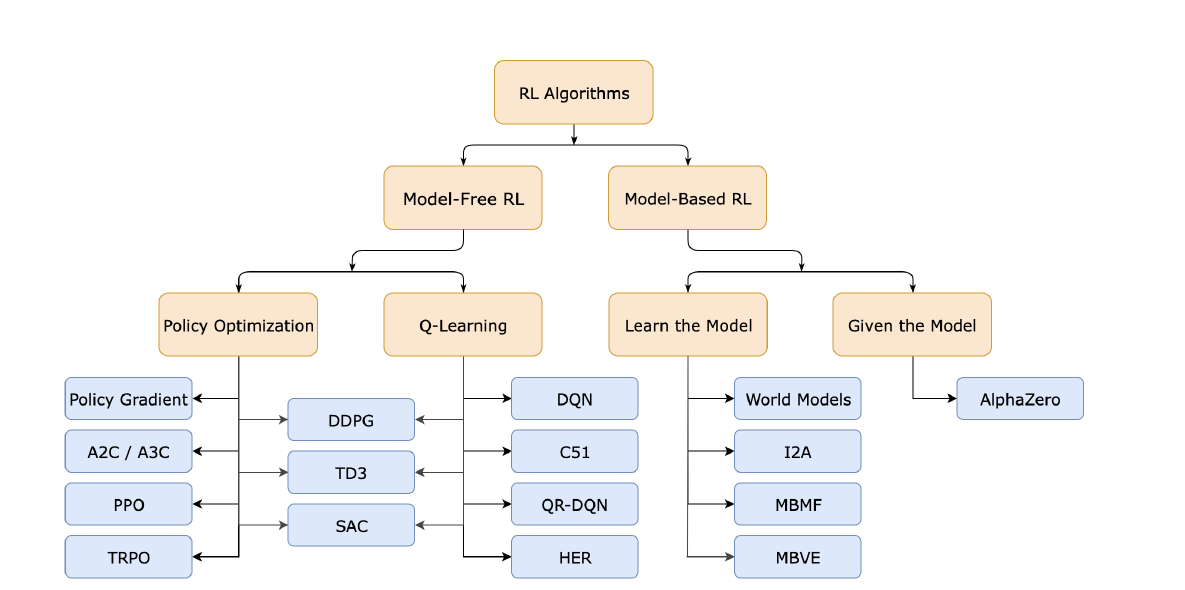 RL Algorithms
Model-Free RL
Model-Based RL
Policy Optimization
Q-Learning
Learn the Model
Given the Model
Policy Gradient
A2C / A3C
PPO
TRPO
DDPG
TD3
SAC
DQN
C51
QR-DQN
HER
World Models
I2A
MBMF
MBVE
AlphaZero